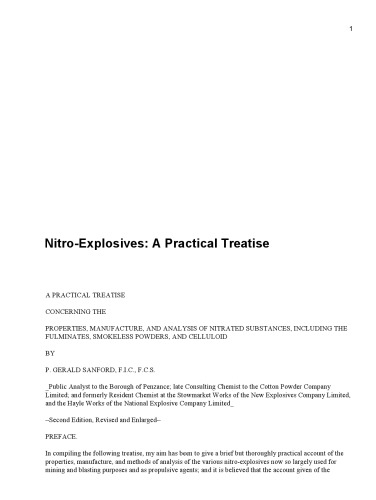 1
Nitro-Explosives: A Practical Treatise
A PRACTICAL TREATISE
CONCERNING THE
PROPERTIES, MANUFACTURE, AND ANALYSIS OF NITRATED SUBSTANCES, INCLUDING THE
FULMINATES, SMOKELESS POWDERS, AND CELLULOID
BY
P. GERALD SANFORD, F.I.C., F.C.S.
_Public Analyst to the Borough of Penzance; late Consulting Chemist to the Cotton Powder Company
Limited; and formerly Resident Chemist at the Stowmarket Works of the New Explosives Company Limited,
and the Hayle Works of the National Explosive Company Limited_
--Second Edition, Revised and Enlarged--
PREFACE.
In compiling the following treatise, my aim has been to give a brief but thoroughly practical account of the
properties, manufacture, and methods of analysis of the various nitro-explosives now so largely used for
mining and blasting purposes and as propulsive agents; and it is believed that the account given of the